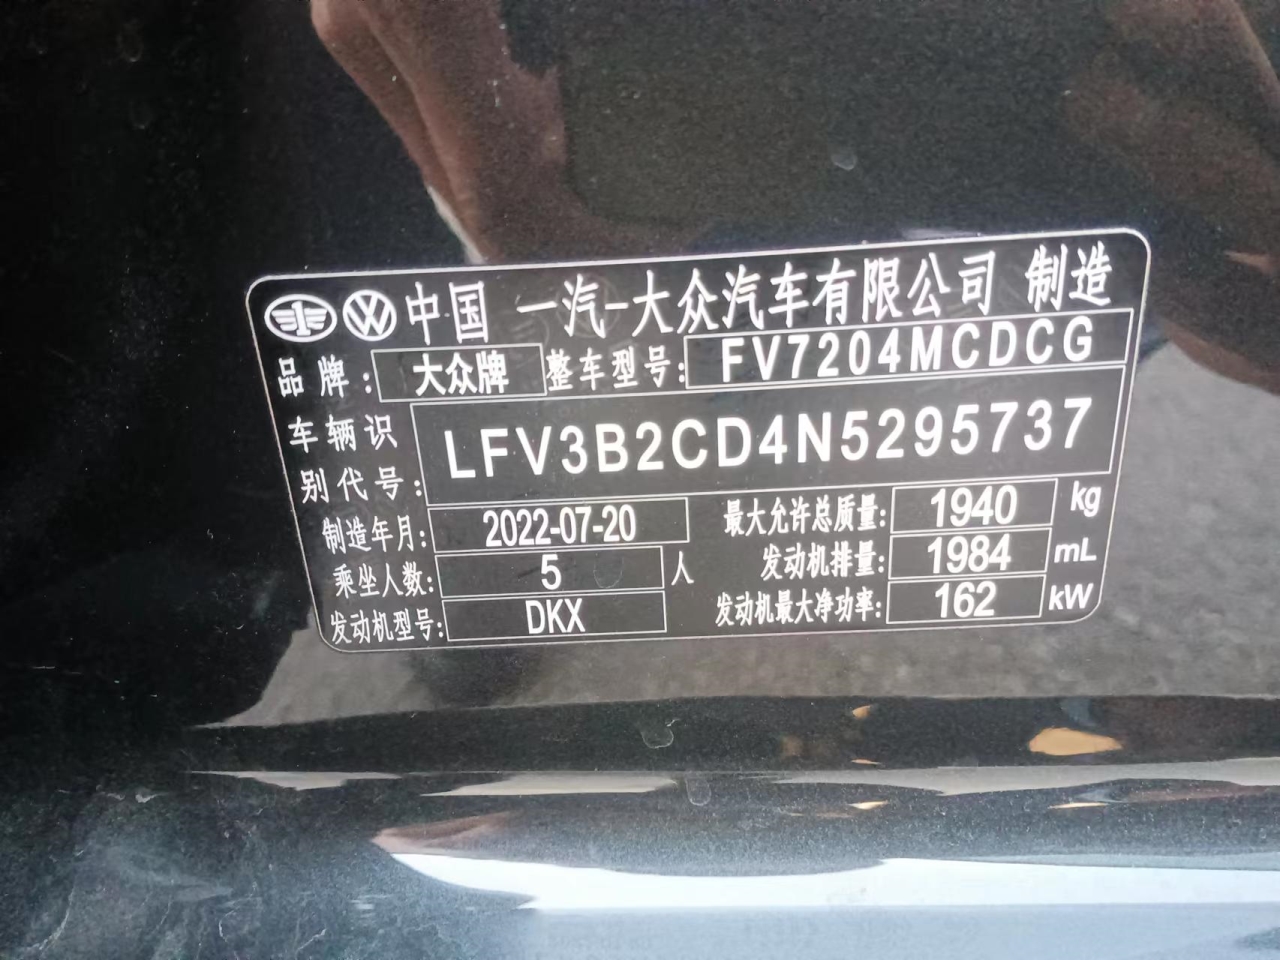 中国 一汽-大众汽车有限公司 制造
品牌: 大众牌 整车型号: FV7204MCDCG
车辆识别代号: LFV3B2CD4N5295737
制造年月: 2022-07-20 最大允许总质量: 1940 kg
乘坐人数: 5 人 发动机排量: 1984 mL
发动机型号: DKX 发动机最大净功率: 162 kW